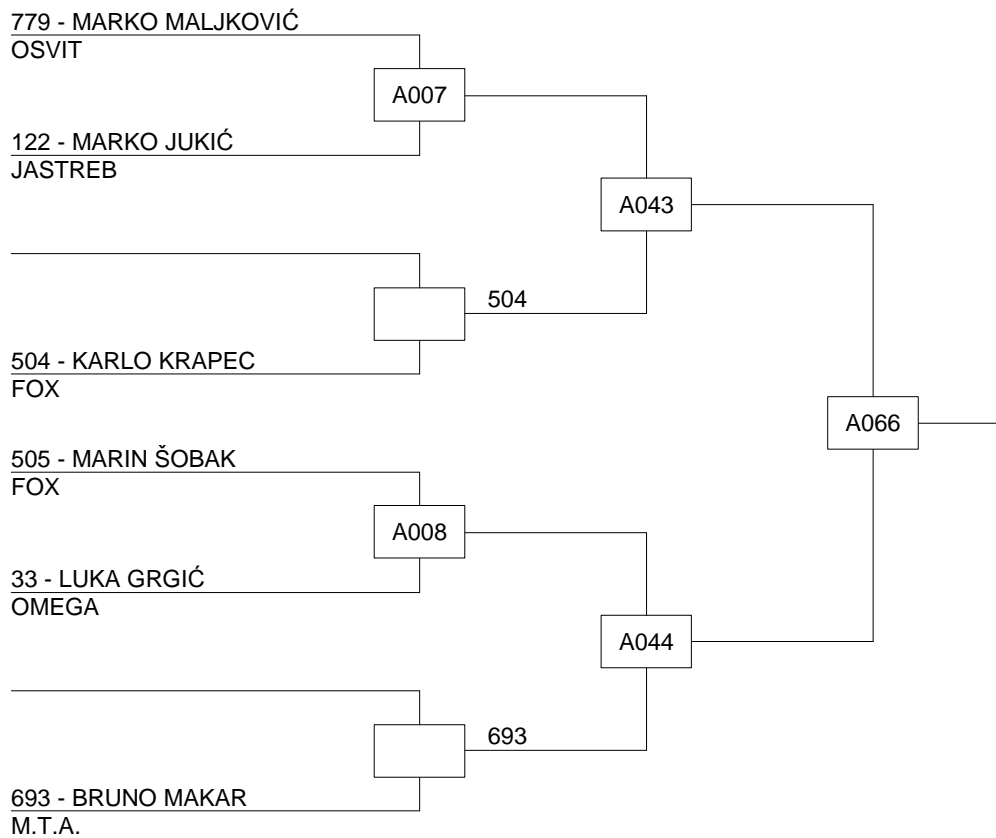 779 - MARKO MALJKOVIĆ
OSVIT
A007
122 - MARKO JUKIĆ
JASTREB
A043
504
504 - KARLO KRAPEC
FOX
A066
505 - MARIN ŠOBAK
FOX
A008
33 - LUKA GRGIĆ
OMEGA
A044
693
693 - BRUNO MAKAR
M.T.A.